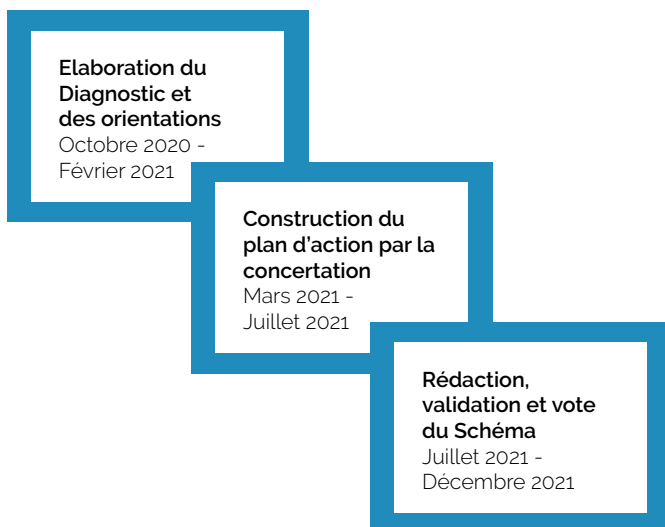 Elaboration du
Diagnostic et
des orientations
Octobre 2020 -
Février 2021
Construction du
plan d'action par la
concertation
Mars 2021 -
Juillet 2021
Rédaction,
validation et vote
du Schéma
Juillet 2021 -
Décembre 2021